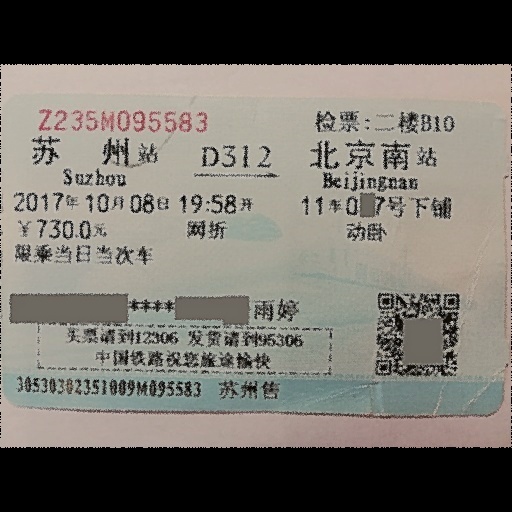 Z235M095583 检票:二楼B10
苏州站 D312 北京南站
Suzhou Beijingnan
2017年10月08日19:58开 11车07号下铺
￥730.0元 网折 动卧
限乘当日当次车
**** 雨婷
买票请到12306 发货请到95306
中国铁路祝您旅途愉快
30530302351009M095583 苏州售